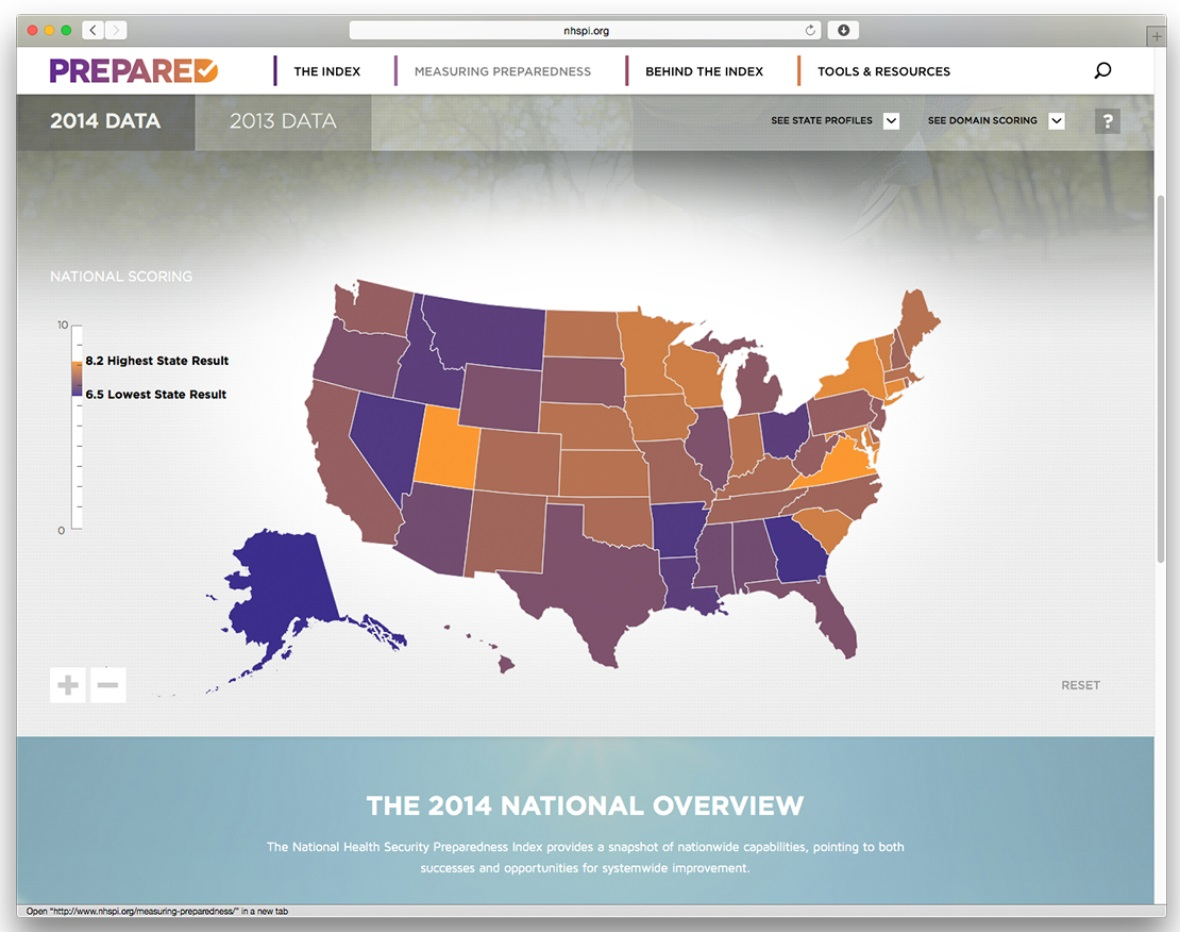 nhspi.org
PREPARED
THE INDEX
MEASURING PREPAREDNESS
BEHIND THE INDEX
TOOLS & RESOURCES
2014 DATA
2013 DATA
SEE STATE PROFILES
SEE DOMAIN SCORING
?
NATIONAL SCORING
10
8.2 Highest State Result
6.5 Lowest State Result
0
RESET
THE 2014 NATIONAL OVERVIEW
The National Health Security Preparedness Index provides a snapshot of nationwide capabilities, pointing to both
successes and opportunities for systemwide improvement.
Open "http://www.nhspi.org/measuring-preparedness/" in a new tab